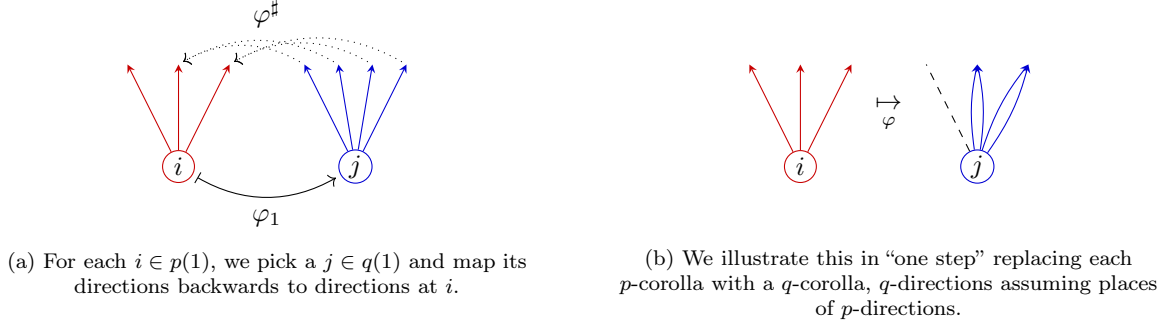 φ♯
i
j
φ₁
(a) For each i ∈ p(1), we pick a j ∈ q(1) and map its
directions backwards to directions at i.
i
↦
φ
j
(b) We illustrate this in “one step” replacing each
p-corolla with a q-corolla, q-directions assuming places
of p-directions.